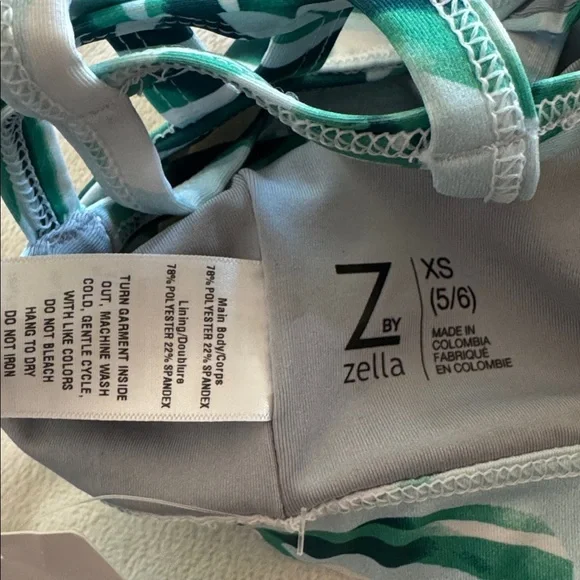 Main Body/Corps
78% POLYESTER 22% SPANDEX
Lining/Doublure
78% POLYESTER 22% SPANDEX
TURN GARMENT INSIDE
OUT, MACHINE WASH
COLD, GENTLE CYCLE,
WITH LIKE COLORS
DO NOT BLEACH
HANG TO DRY
DO NOT IRON
Z BY
zella
XS
(5/6)
MADE IN
COLOMBIA
FABRIQUÉ
EN COLOMBIE